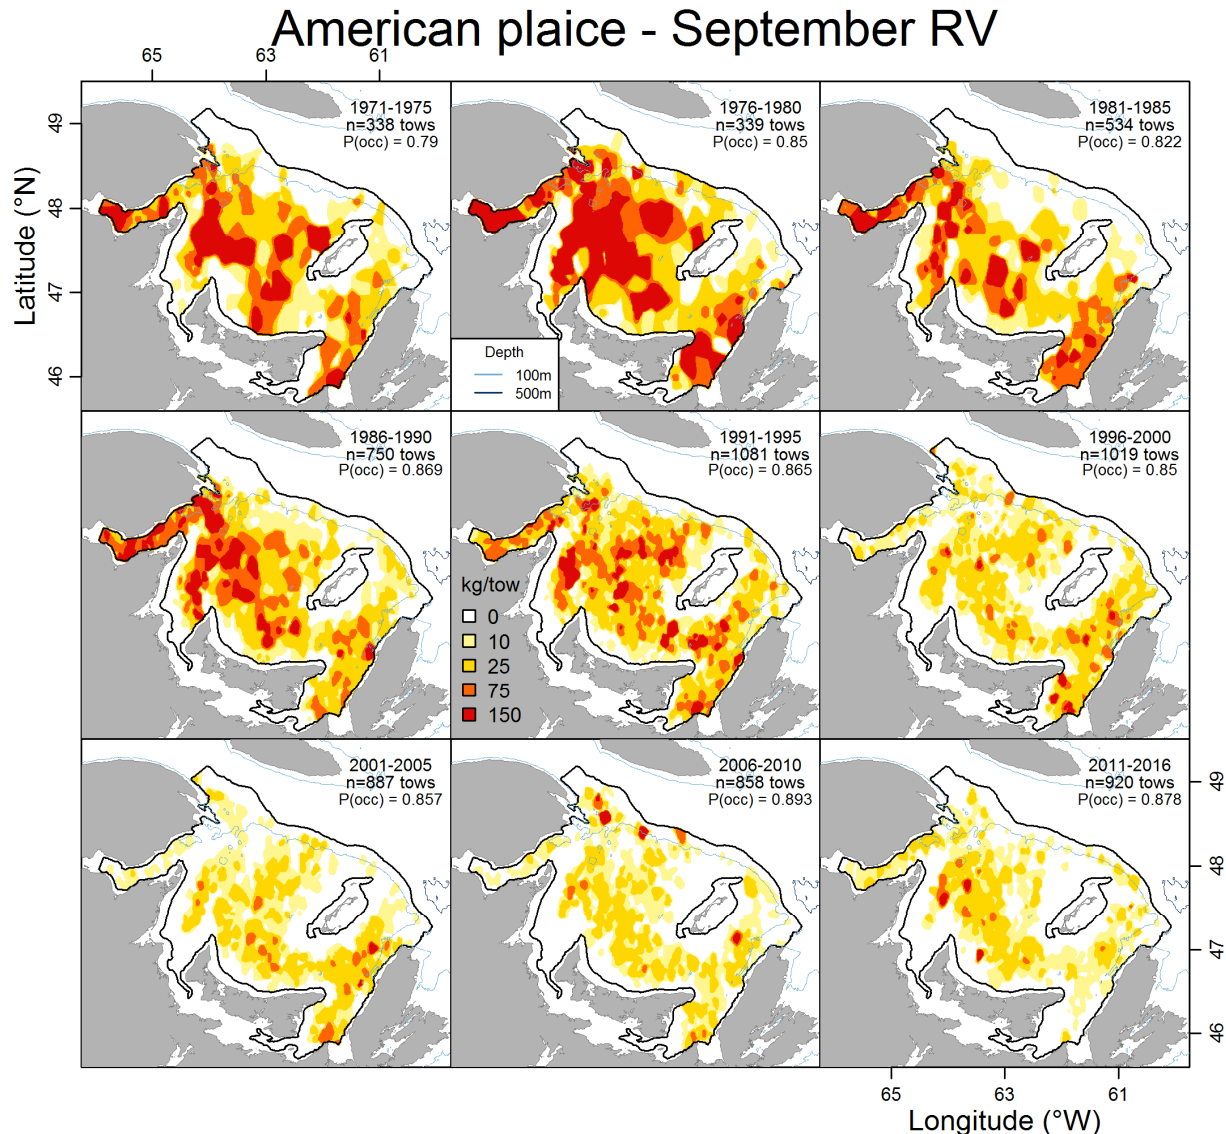 American plaice - September RV
65 63 61
1971-1975
n=338 tows
P(occ) = 0.79
1976-1980
n=339 tows
P(occ) = 0.85
1981-1985
n=534 tows
P(occ) = 0.822
49
48
47
46
Latitude (°N)
Depth
100m
500m
1986-1990
n=750 tows
P(occ) = 0.869
1991-1995
n=1081 tows
P(occ) = 0.865
1996-2000
n=1019 tows
P(occ) = 0.85
kg/tow
0
10
25
75
150
2001-2005
n=887 tows
P(occ) = 0.857
2006-2010
n=858 tows
P(occ) = 0.893
2011-2016
n=920 tows
P(occ) = 0.878
49
48
47
46
65 63 61
Longitude (°W)